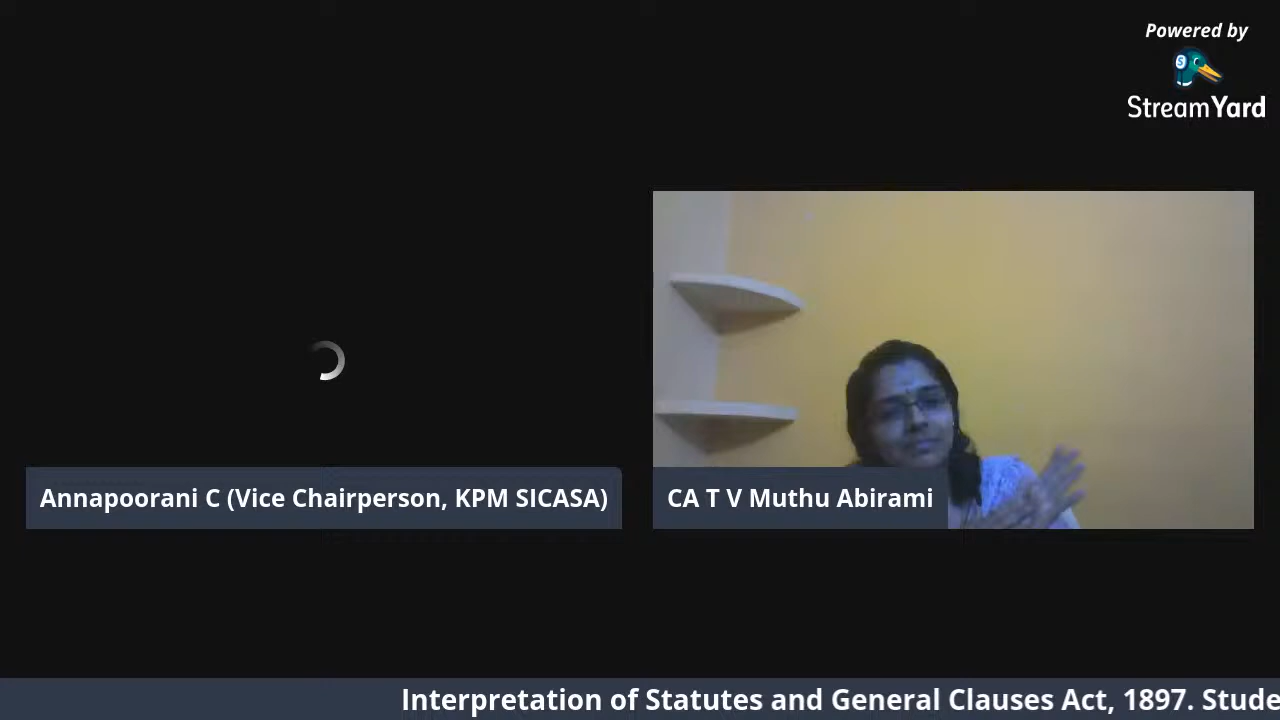 Powered by
StreamYard
Annapoorani C (Vice Chairperson, KPM SICASA)
CA T V Muthu Abirami
Interpretation of Statutes and General Clauses Act, 1897. Stude